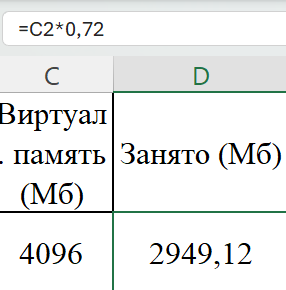 =C2*0,72
C D
Виртуал
. память
(Мб)
Занято (Мб)
4096 2949,12